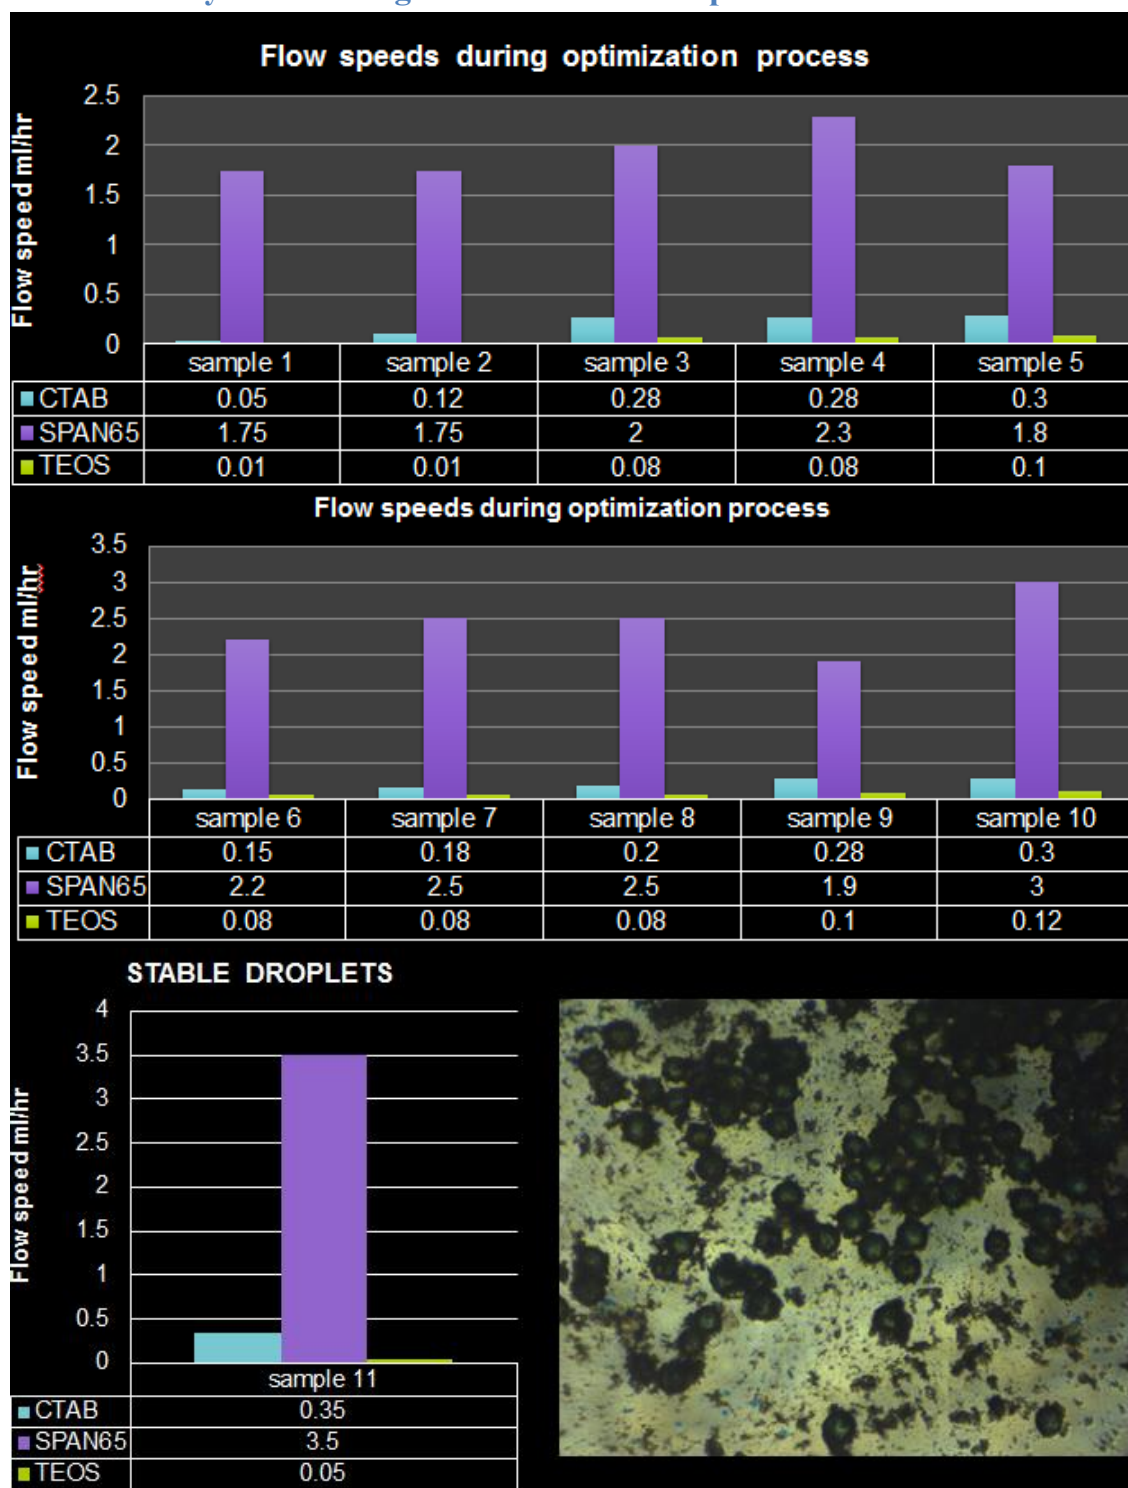 Flow speeds during optimization process
Flow speed ml/hr
2.5
2
1.5
1
0.5
0
sample 1 sample 2 sample 3 sample 4 sample 5
CTAB 0.05 0.12 0.28 0.28 0.3
SPAN65 1.75 1.75 2 2.3 1.8
TEOS 0.01 0.01 0.08 0.08 0.1
Flow speeds during optimization process
Flow speed ml/hr
3.5
3
2.5
2
1.5
1
0.5
0
sample 6 sample 7 sample 8 sample 9 sample 10
CTAB 0.15 0.18 0.2 0.28 0.3
SPAN65 2.2 2.5 2.5 1.9 3
TEOS 0.08 0.08 0.08 0.1 0.12
STABLE DROPLETS
Flow speed ml/hr
4
3.5
3
2.5
2
1.5
1
0.5
0
sample 11
CTAB 0.35
SPAN65 3.5
TEOS 0.05